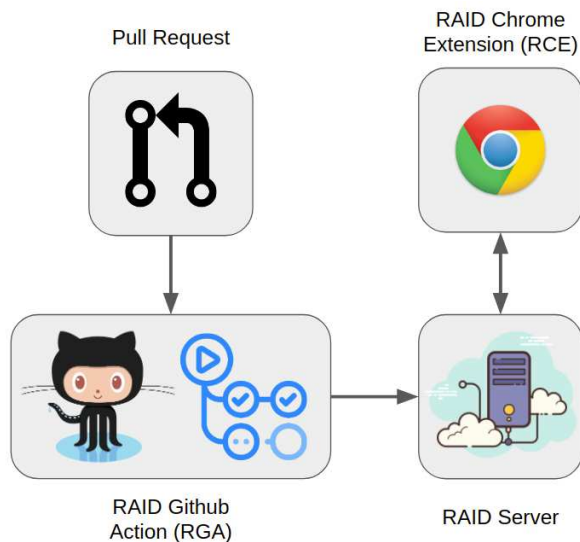 Pull Request
RAID Chrome
Extension (RCE)
RAID Github
Action (RGA)
RAID Server